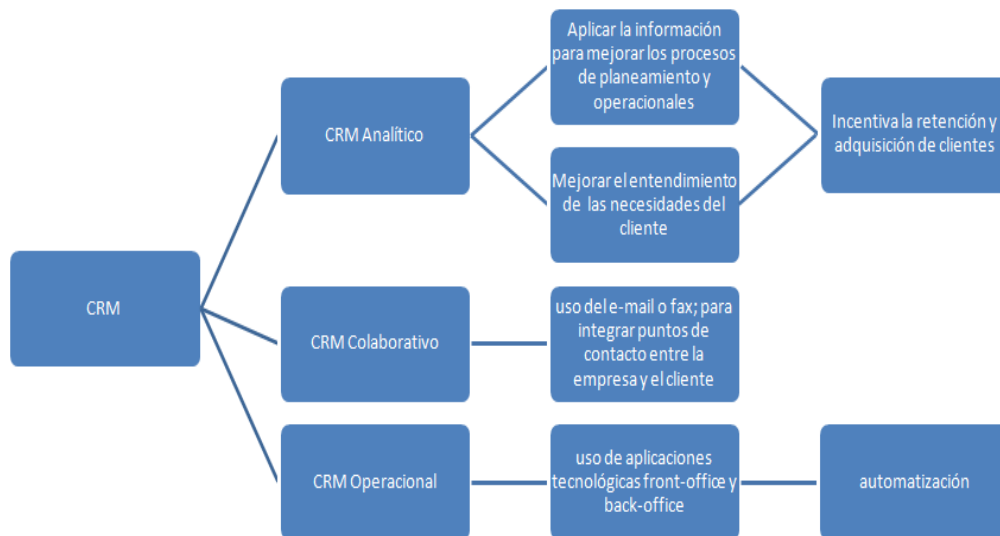 CRM
CRM Analítico
Aplicar la información
para mejorar los procesos
de planeamiento y
operacionales
Mejorar el entendimiento
de las necesidades del
cliente
Incentiva la retención y
adquisición de clientes
CRM Colaborativo
uso del e-mail o fax; para
integrar puntos de
contacto entre la
empresa y el cliente
CRM Operacional
uso de aplicaciones
tecnológicas front-office y
back-office
automatización